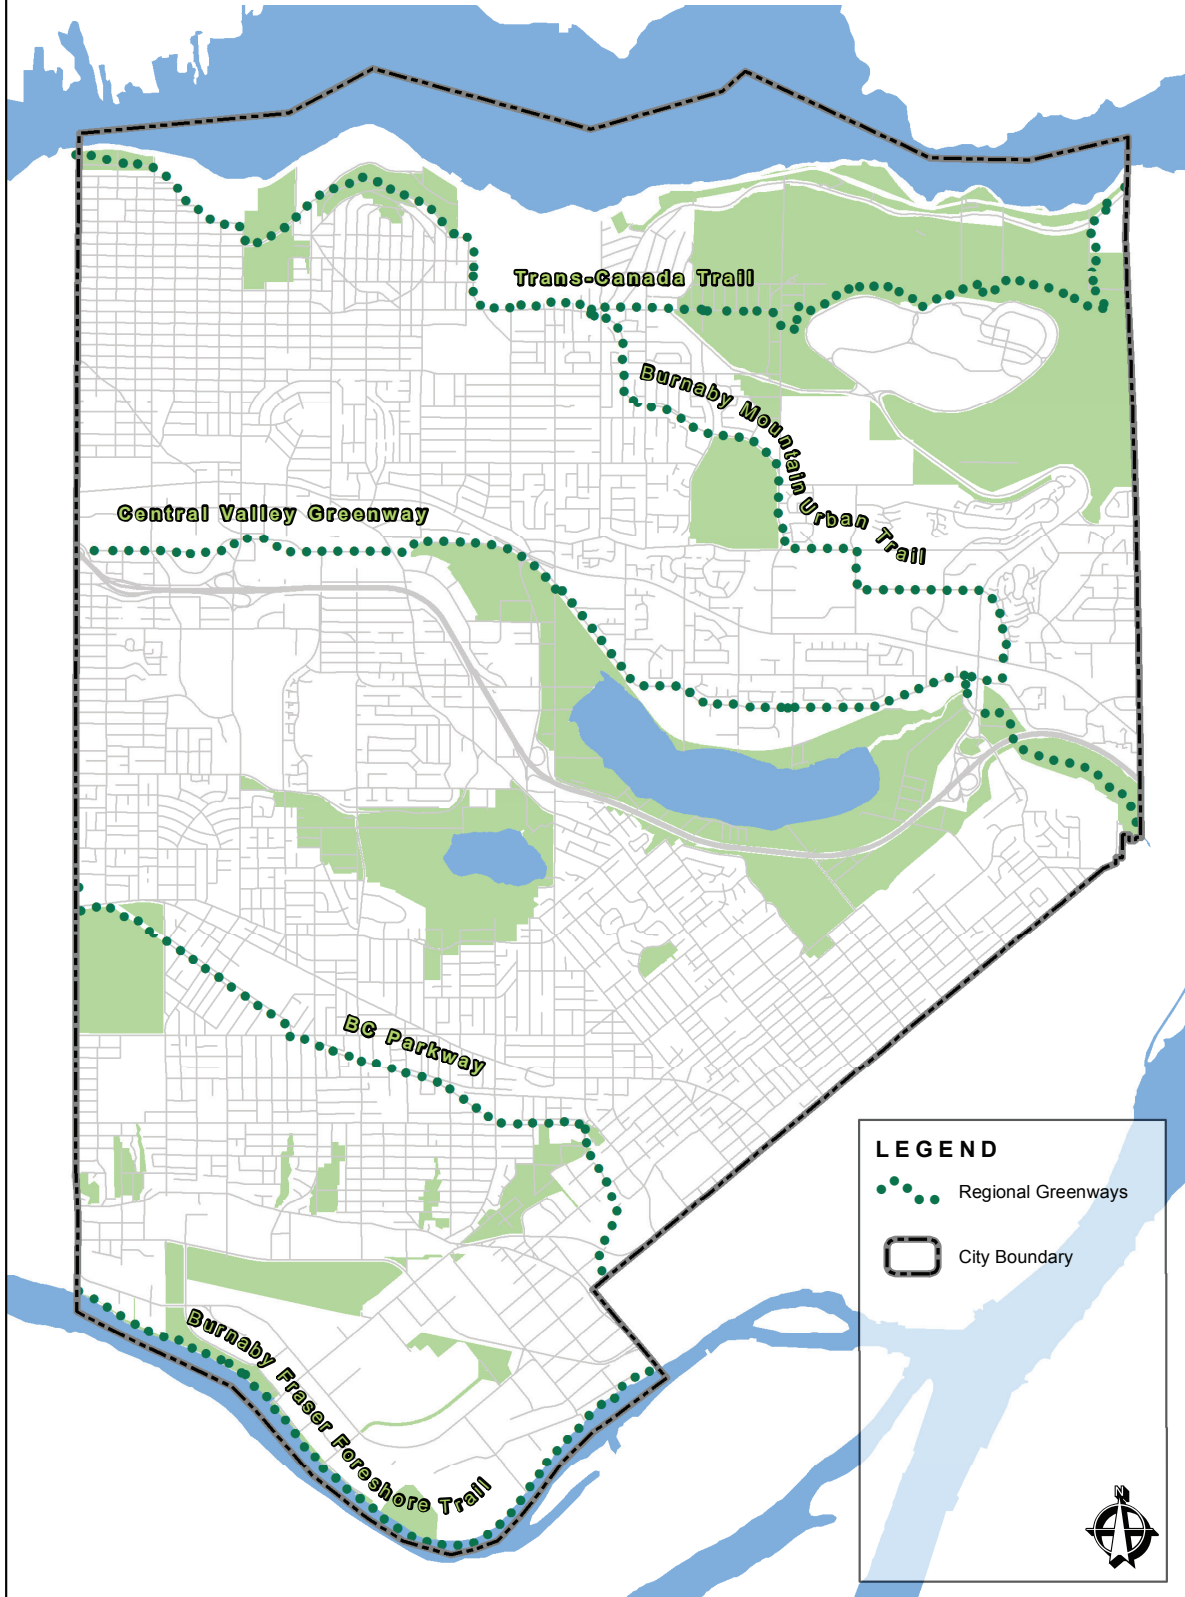 Trans-Canada Trail
Burnaby Mountain Urban Trail
Central Valley Greenway
BC Parkway
Burnaby Fraser Foreshore Trail
LEGEND
Regional Greenways
City Boundary
N